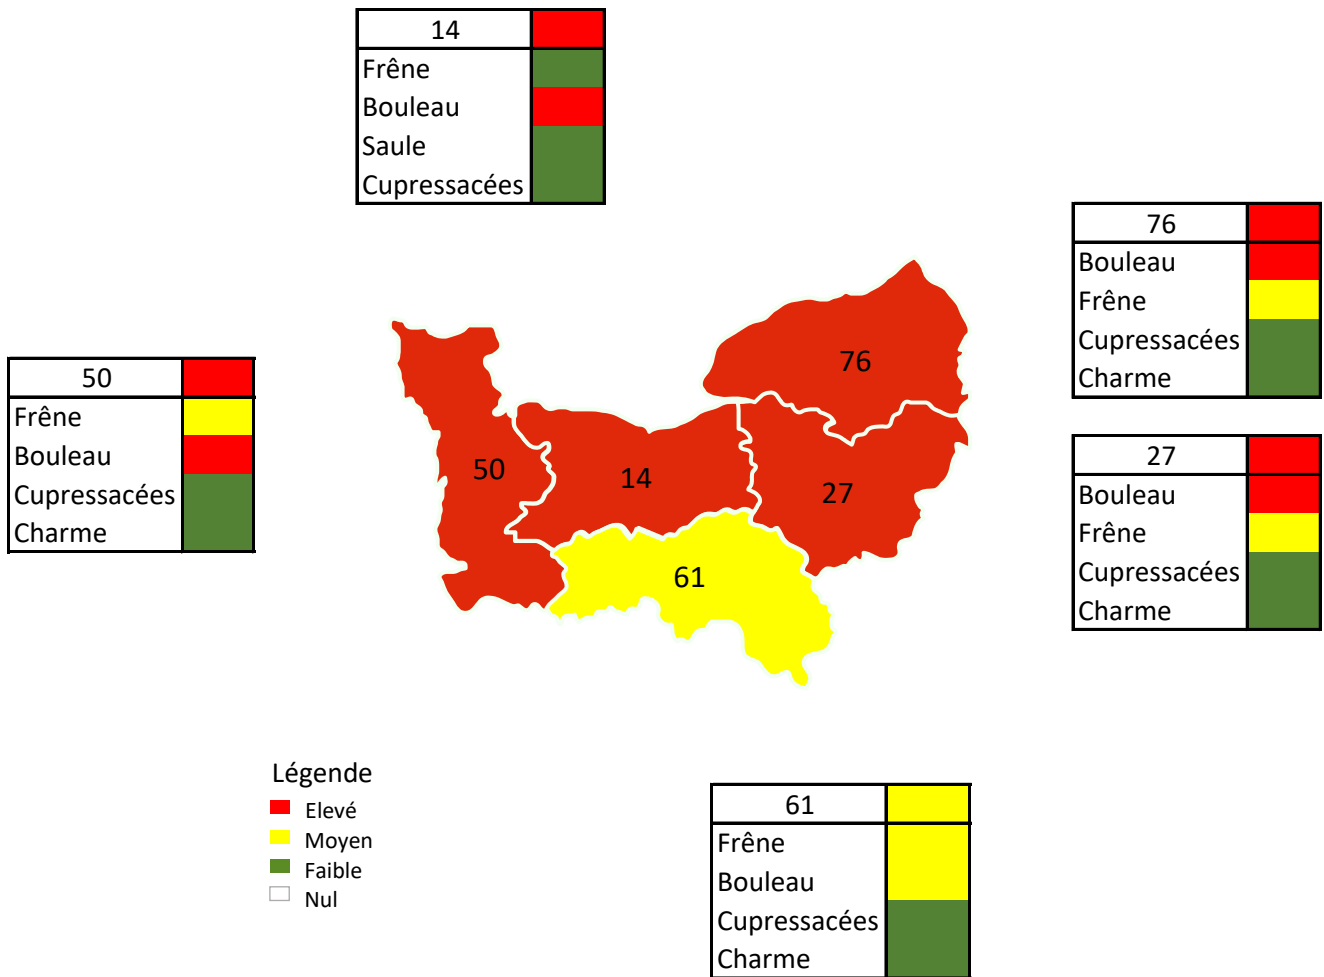 14
Frêne
Bouleau
Saule
Cupressacées
76
Bouleau
Frêne
Cupressacées
Charme
50
Frêne
Bouleau
Cupressacées
Charme
76
50
14
27
61
27
Bouleau
Frêne
Cupressacées
Charme
Légende
Elevé
Moyen
Faible
Nul
61
Frêne
Bouleau
Cupressacées
Charme